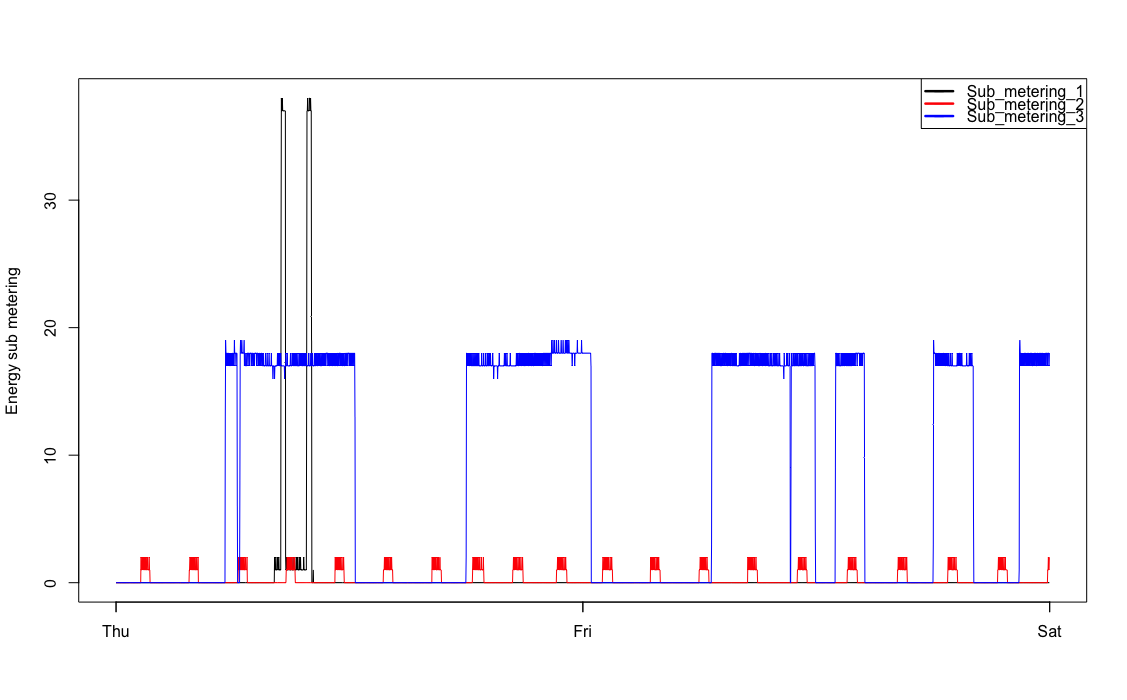 Sub_metering_1
Sub_metering_2
Sub_metering_3
Energy sub metering
30
20
10
0
Thu Fri Sat